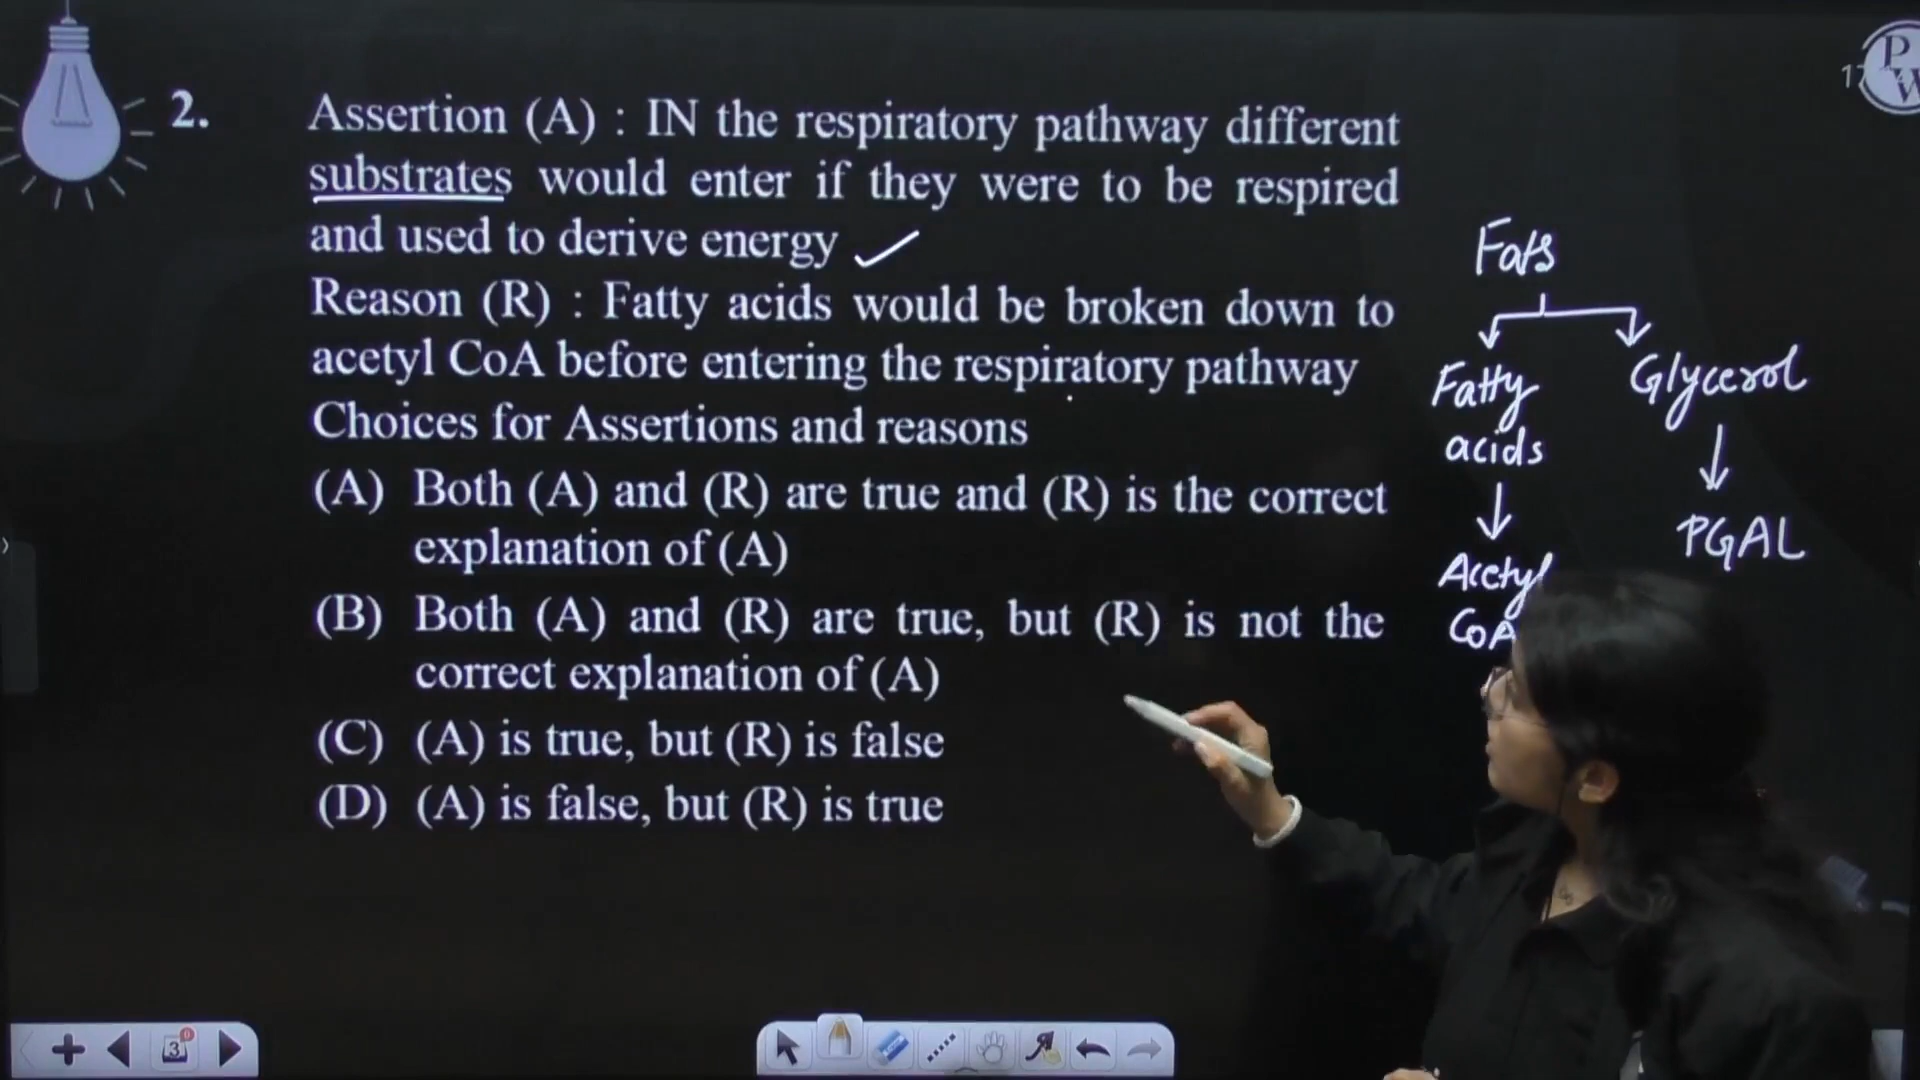 2. Assertion (A) : IN the respiratory pathway different
substrates would enter if they were to be respired
and used to derive energy
Reason (R) : Fatty acids would be broken down to
acetyl CoA before entering the respiratory pathway
Choices for Assertions and reasons
(A) Both (A) and (R) are true and (R) is the correct
explanation of (A)
(B) Both (A) and (R) are true, but (R) is not the
correct explanation of (A)
(C) (A) is true, but (R) is false
(D) (A) is false, but (R) is true
Fats
Fatty
acids
Acetyl
CoA
Glycerol
PGAL
P
W
3